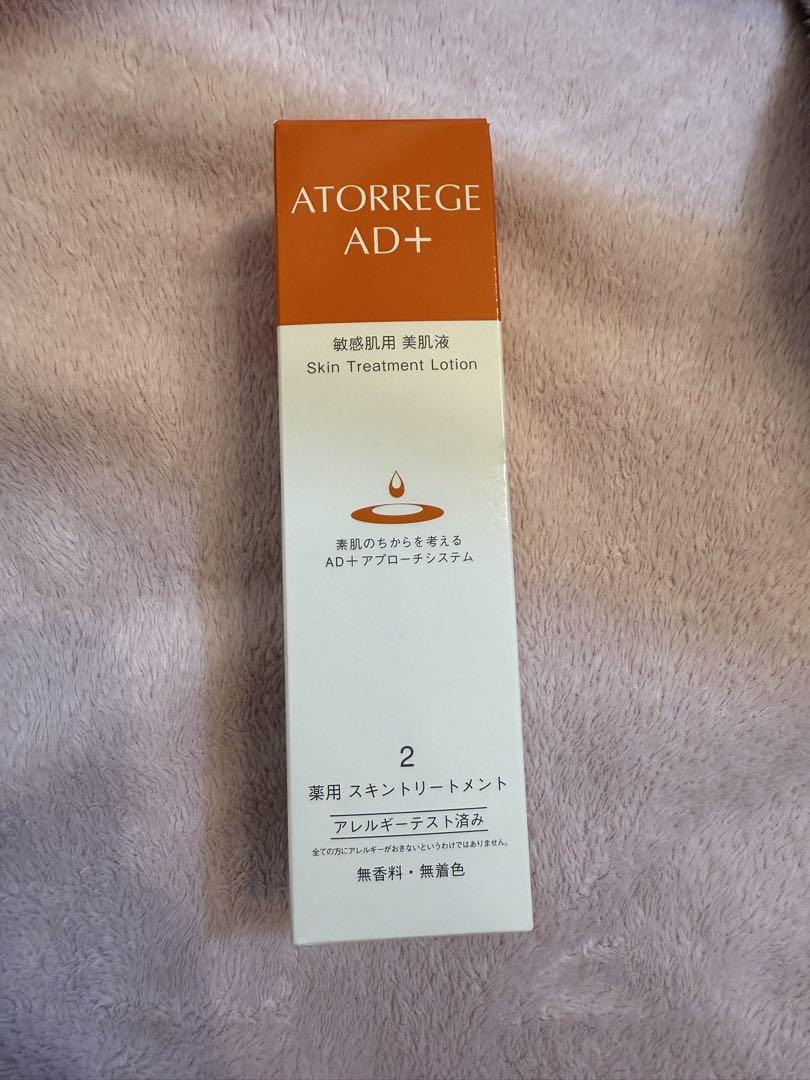 ATORREGE
AD+
敏感肌用 美肌液
Skin Treatment Lotion
素肌のちからを考える
AD+アプローチシステム
2
薬用 スキントリートメント
アレルギーテスト済み
全ての方にアレルギーがおきないというわけではありません。
無香料・無着色